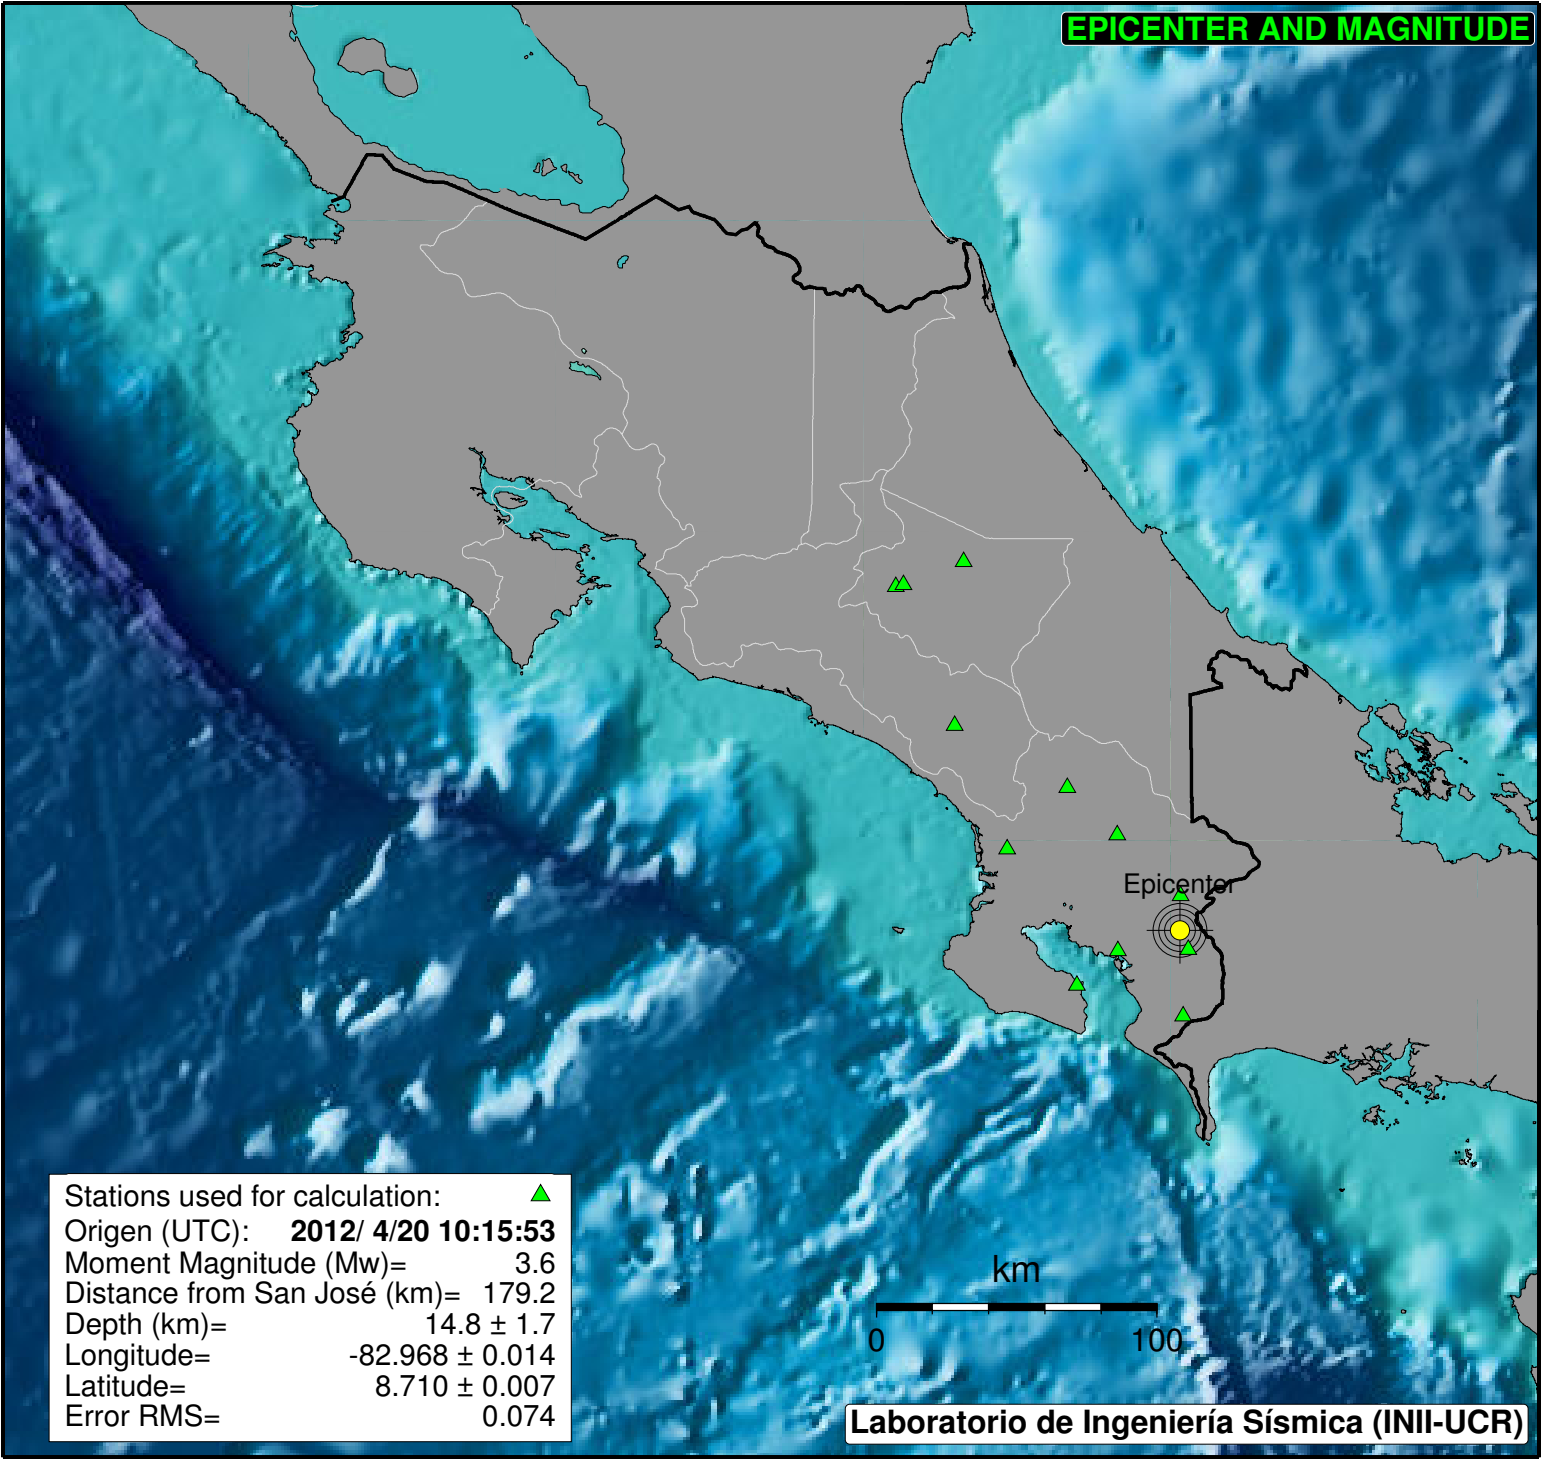 EPICENTER AND MAGNITUDE
Epicenter
Stations used for calculation:
Origen (UTC): 2012/ 4/20 10:15:53
Moment Magnitude (Mw)= 3.6
Distance from San José (km)= 179.2
Depth (km)= 14.8 ± 1.7
Longitude= -82.968 ± 0.014
Latitude= 8.710 ± 0.007
Error RMS= 0.074
km
0 100
Laboratorio de Ingeniería Sísmica (INII-UCR)